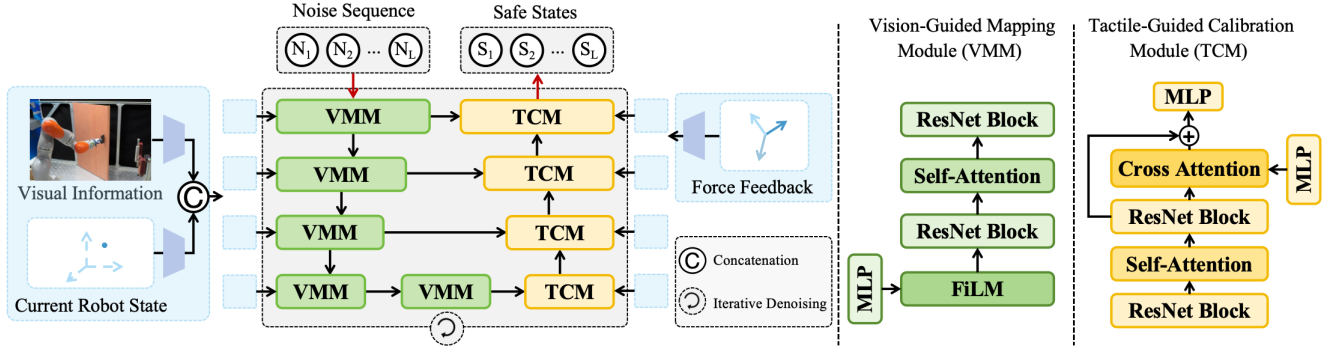 Noise Sequence
N1 N2 ... NL
Safe States
S1 S2 ... SL
Visual Information
Current Robot State
C
VMM
TCM
VMM
TCM
VMM
TCM
VMM
VMM
TCM
Force Feedback
C Concatenation
Iterative Denoising
Vision-Guided Mapping
Module (VMM)
ResNet Block
Self-Attention
ResNet Block
MLP
FiLM
Tactile-Guided Calibration
Module (TCM)
MLP
+
Cross Attention
MLP
ResNet Block
Self-Attention
ResNet Block